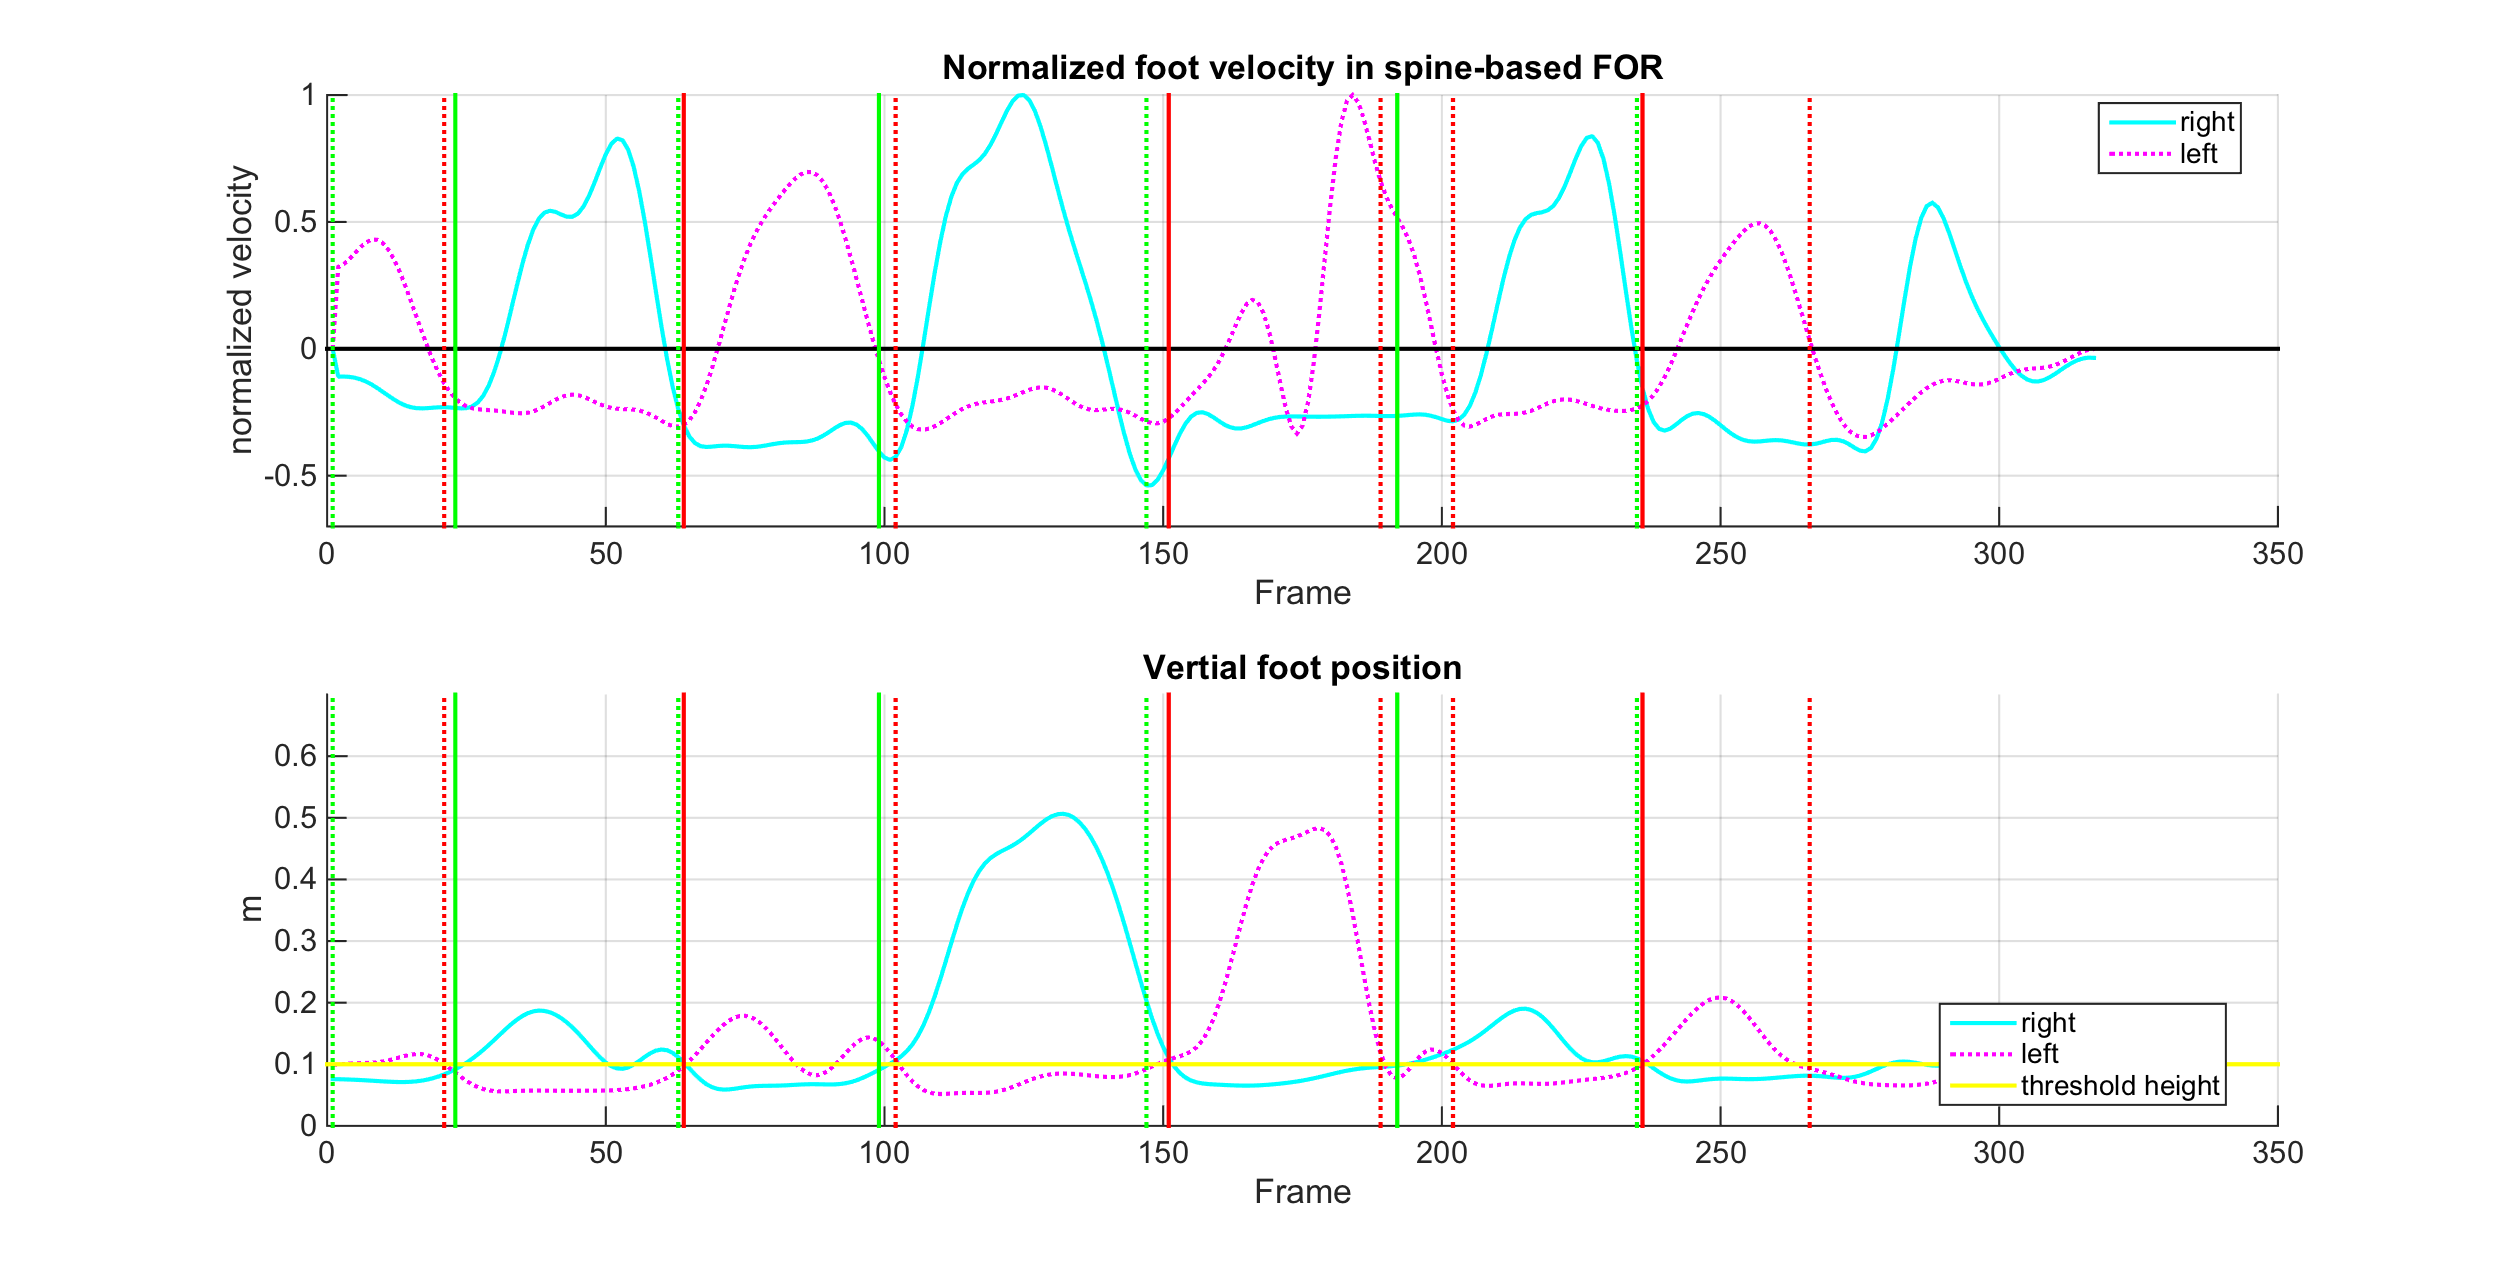 Normalized foot velocity in spine-based FOR
1
0.5
0
-0.5
normalized velocity
right
left
0 50 100 150 200 250 300 350
Frame
Vertial foot position
0.6
0.5
0.4
0.3
0.2
0.1
0
m
right
left
threshold height
0 50 100 150 200 250 300 350
Frame